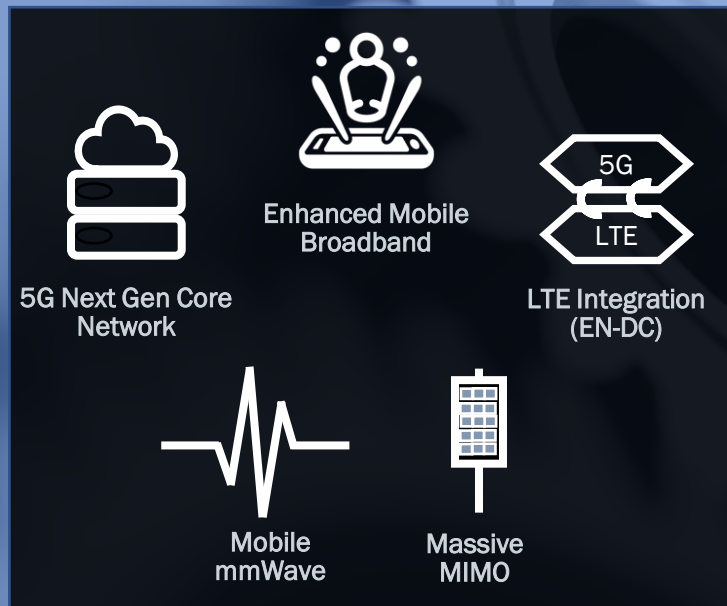 Enhanced Mobile
Broadband
5G
LTE
5G Next Gen Core
Network
LTE Integration
(EN-DC)
Mobile
mmWave
Massive
MIMO